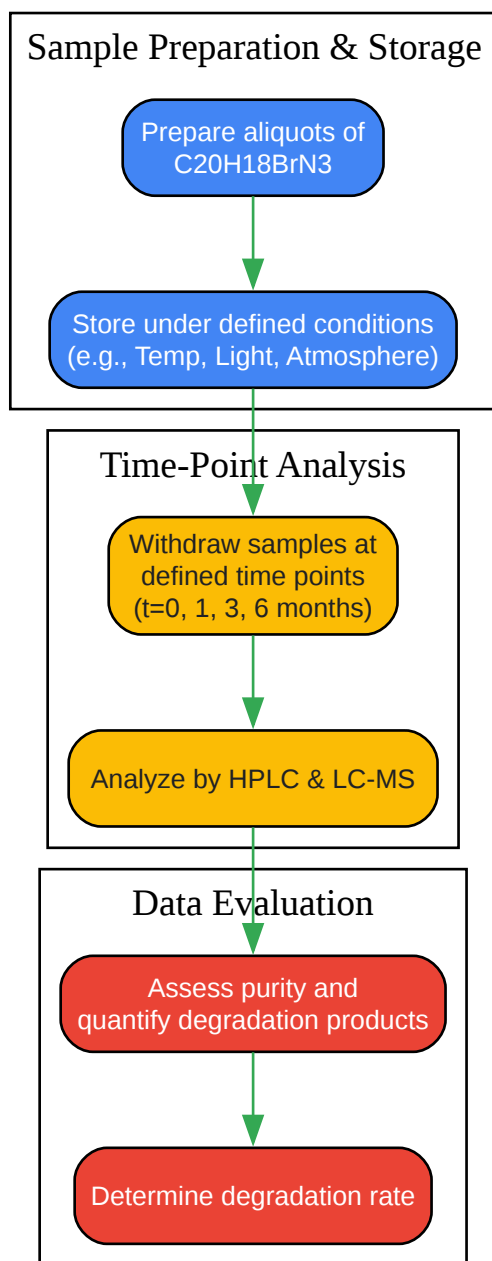 Sample Preparation & Storage
Prepare aliquots of
C20H18BrN3
Store under defined conditions
(e.g., Temp, Light, Atmosphere)
Time-Point Analysis
Withdraw samples at
defined time points
(t=0, 1, 3, 6 months)
Analyze by HPLC & LC-MS
Data Evaluation
Assess purity and
quantify degradation products
Determine degradation rate